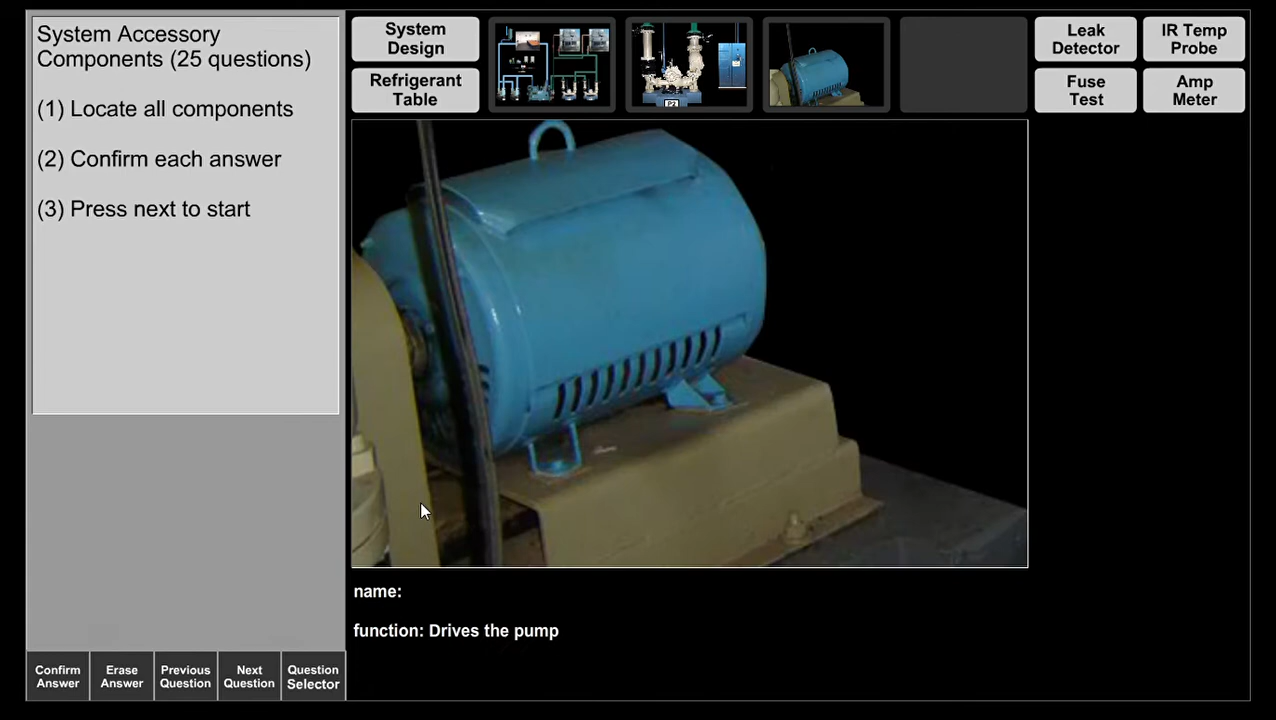 System Accessory
Components (25 questions)
(1) Locate all components
(2) Confirm each answer
(3) Press next to start
System
Design
Refrigerant
Table
Leak
Detector
IR Temp
Probe
Fuse
Test
Amp
Meter
name:
function: Drives the pump
Confirm
Answer
Erase
Answer
Previous
Question
Next
Question
Question
Selector